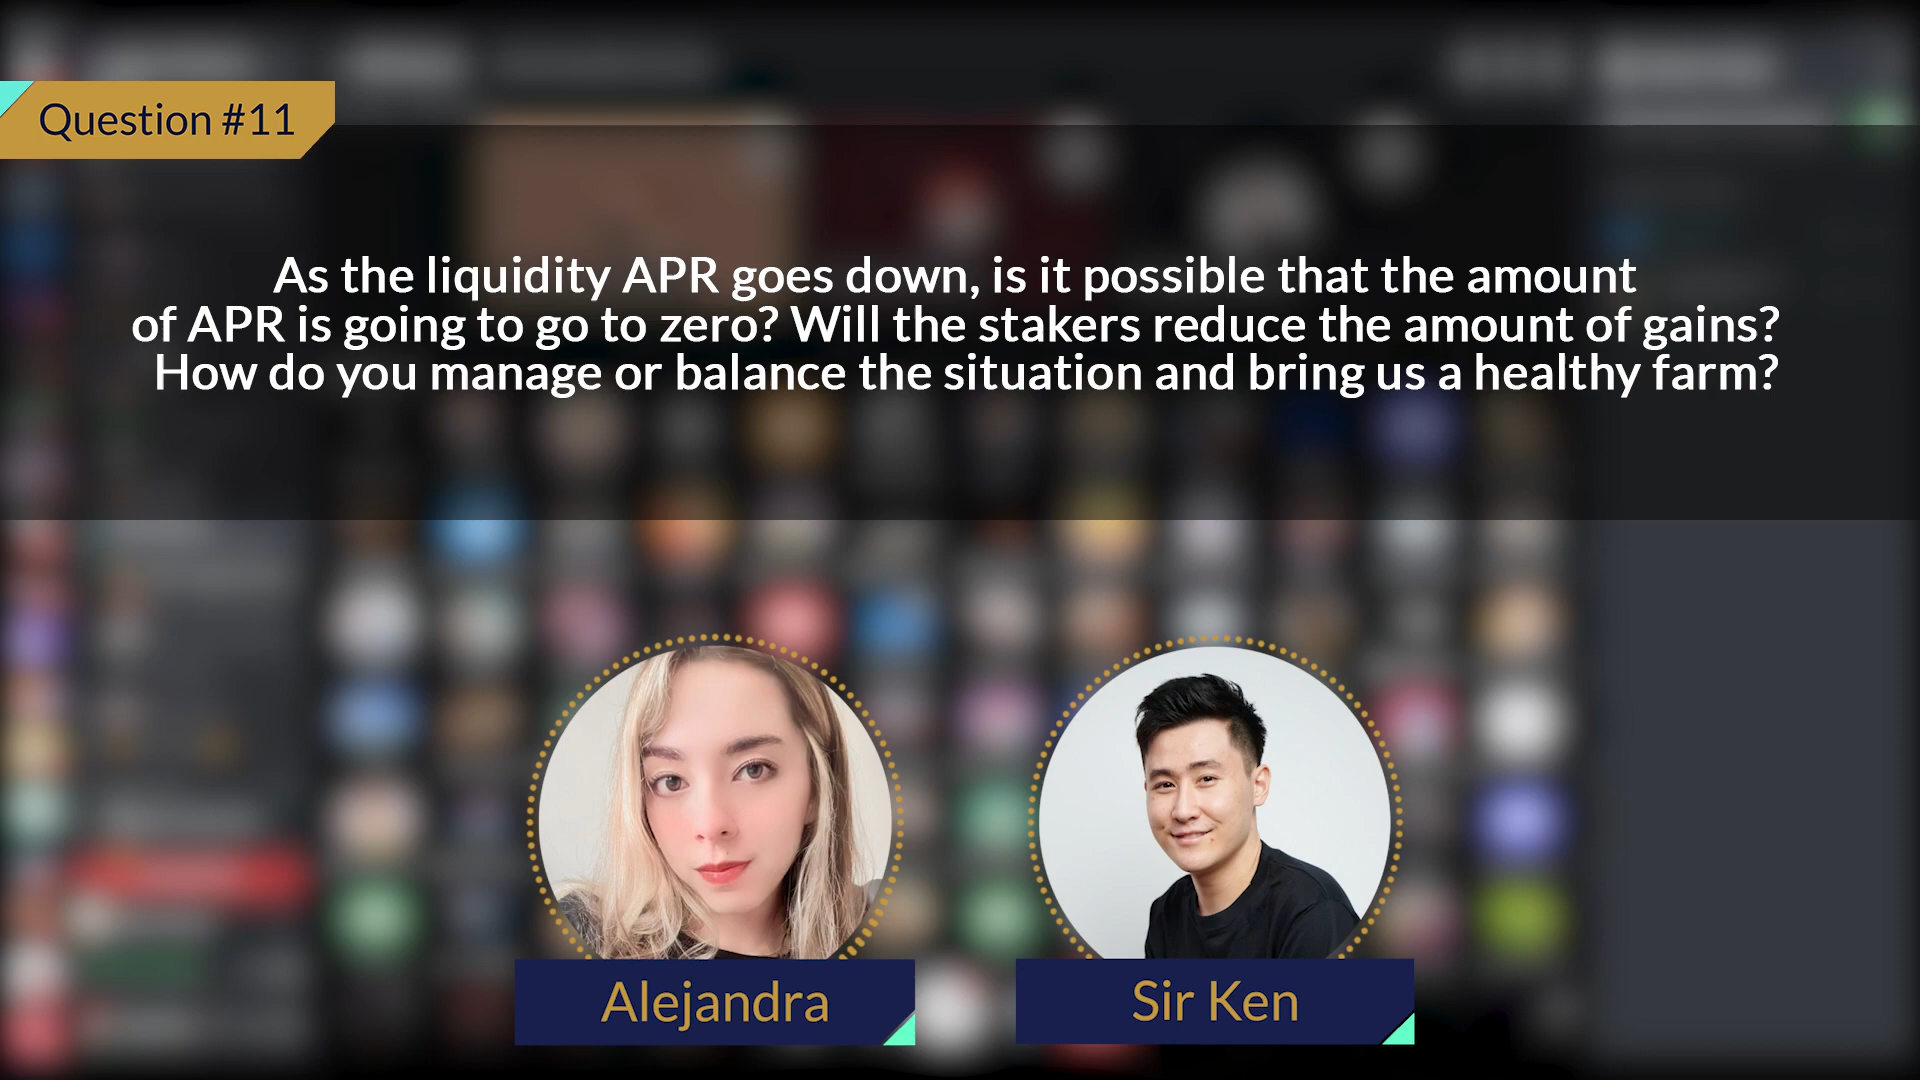 Question #11
As the liquidity APR goes down, is it possible that the amount
of APR is going to go to zero? Will the stakers reduce the amount of gains?
How do you manage or balance the situation and bring us a healthy farm?
Alejandra
Sir Ken